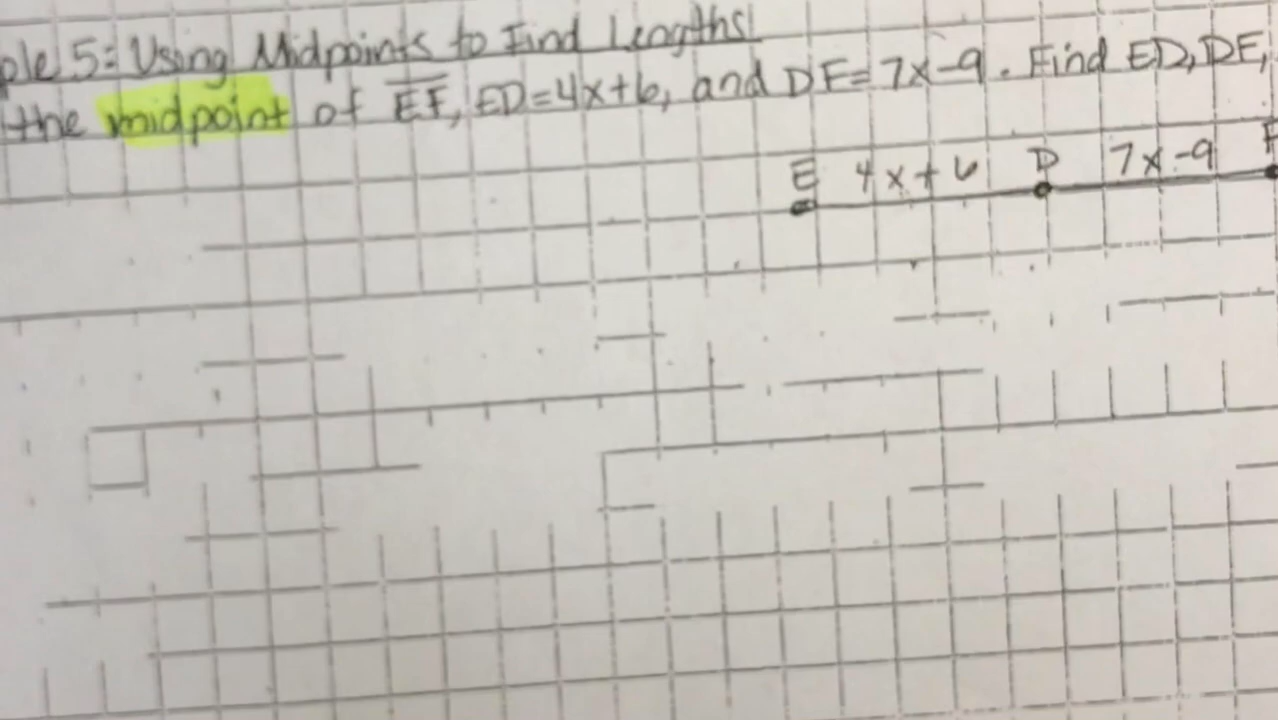 ple 5: Using Midpoints to Find Lengths
the midpoint of EF, ED=4x+6, and DF=7x-9. Find ED, DF,
E 4x+6 D 7x-9 F